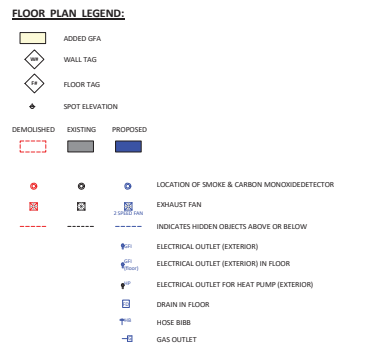 FLOOR PLAN LEGEND:
ADDED GFA
W# WALL TAG
F# FLOOR TAG
SPOT ELEVATION
DEMOLISHED EXISTING PROPOSED
LOCATION OF SMOKE & CARBON MONOXIDEDETECTOR
EXHAUST FAN
2 SPEED FAN
INDICATES HIDDEN OBJECTS ABOVE OR BELOW
GFI ELECTRICAL OUTLET (EXTERIOR)
GFI
(floor) ELECTRICAL OUTLET (EXTERIOR) IN FLOOR
HP ELECTRICAL OUTLET FOR HEAT PUMP (EXTERIOR)
DRAIN IN FLOOR
HB HOSE BIBB
GAS OUTLET